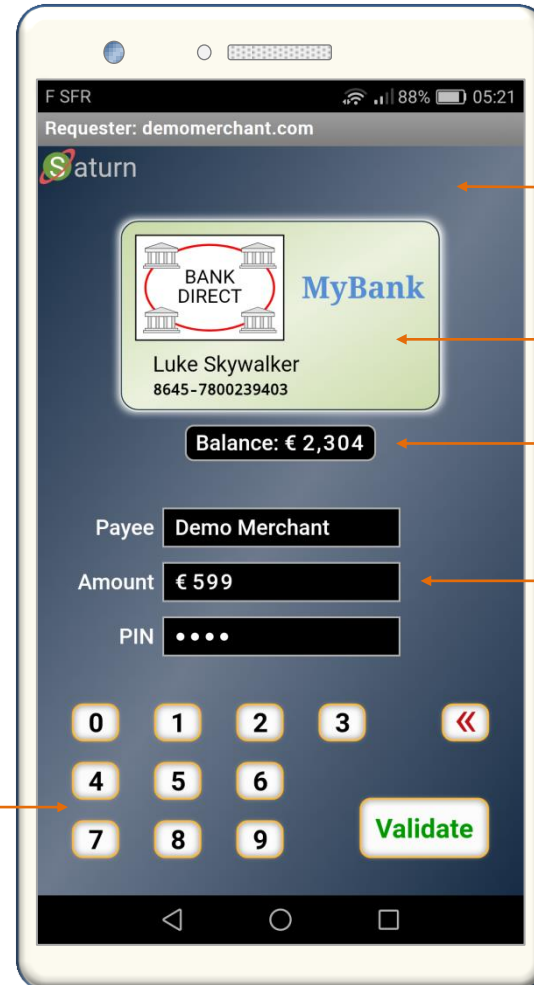 F SFR 88% 05:21
Requester: demomerchant.com
Saturn
BANK
DIRECT
MyBank
Luke Skywalker
8645-7800239403
Balance: € 2,304
Payee Demo Merchant
Amount € 599
PIN ••••
0 1 2 3 «
4 5 6
7 8 9 Validate